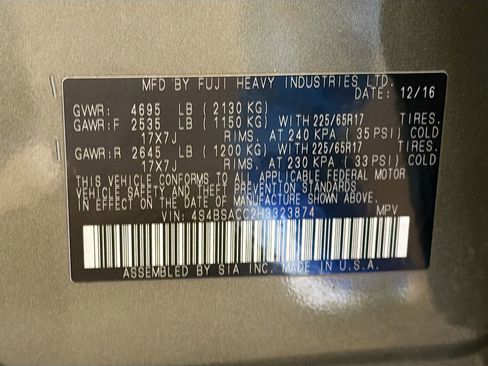 MFD BY FUJI HEAVY INDUSTRIES LTD.
DATE: 12/16
GVWR: 4695 LB (2130 KG)
GAWR:F 2535 LB (1150 KG) WITH 225/65R17 TIRES.
17X7J RIMS. AT 240 KPA (35 PSI) COLD
GAWR:R 2645 LB (1200 KG) WITH 225/65R17 TIRES.
17X7J RIMS. AT 230 KPA (33 PSI) COLD
THIS VEHICLE CONFORMS TO ALL APPLICABLE FEDERAL MOTOR
VEHICLE SAFETY AND THEFT PREVENTION STANDARDS
IN EFFECT ON THE DATE OF MANUFACTURE SHOWN ABOVE.
VIN: 4S4BSACC2H3323874 MPV
ASSEMBLED BY SIA INC. MADE IN U.S.A.